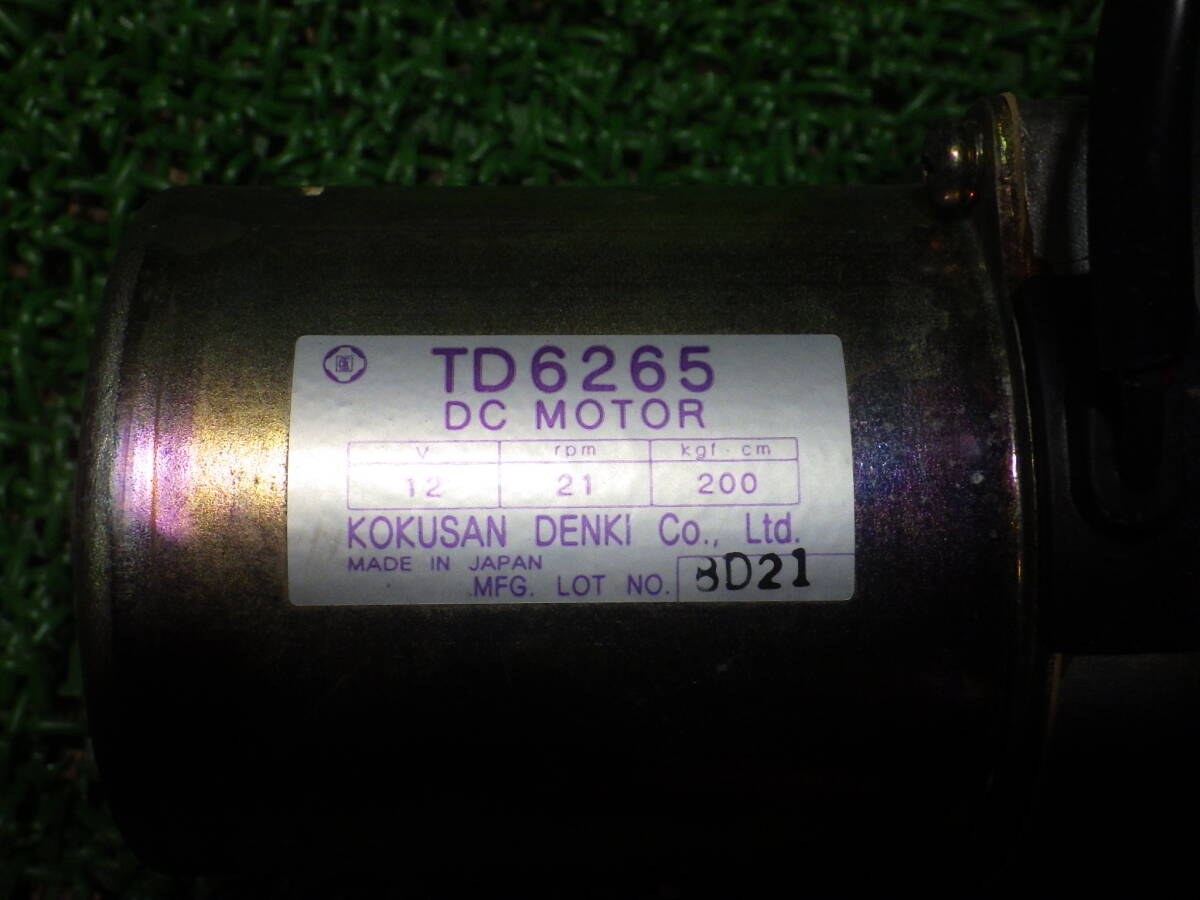 TD6265
DC MOTOR
V rpm kgf·cm
12 21 200
KOKUSAN DENKI Co., Ltd.
MADE IN JAPAN
MFG. LOT NO. 8D21